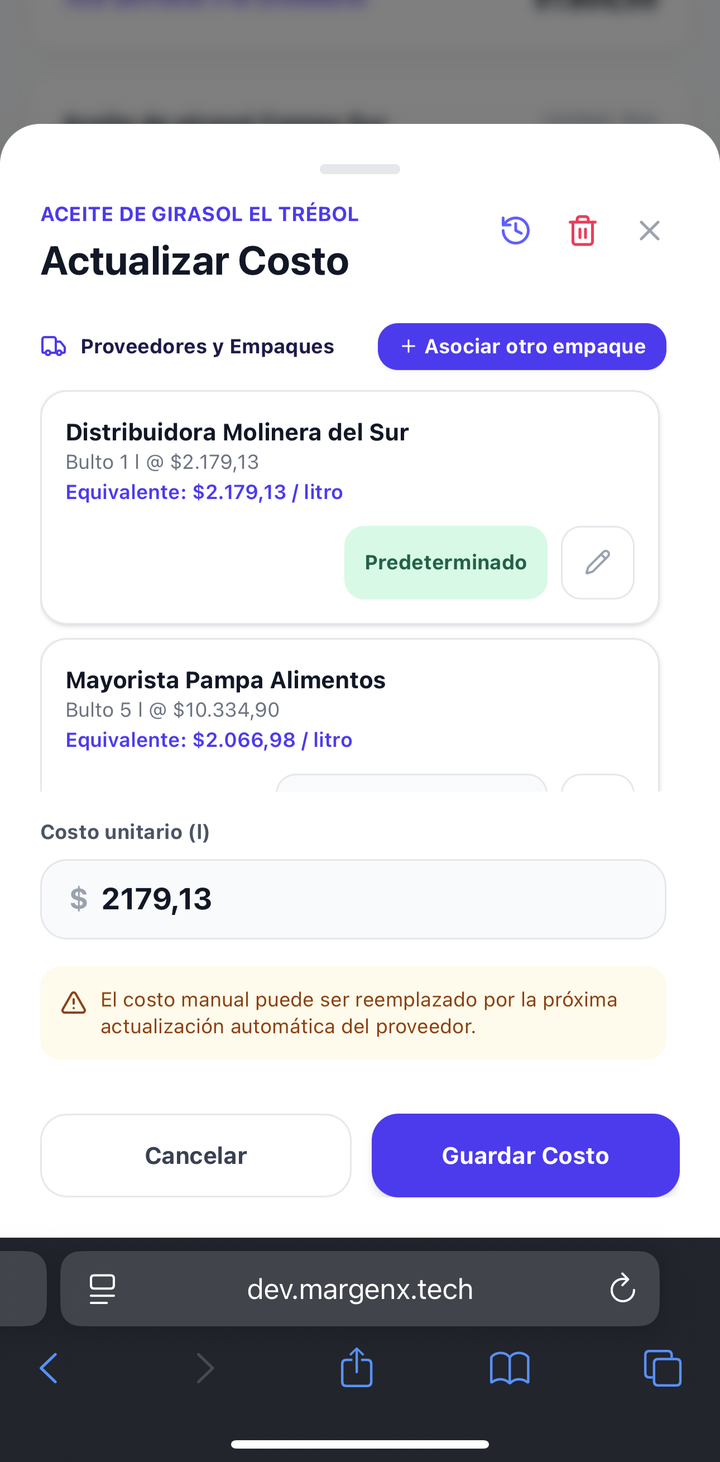 ACEITE DE GIRASOL EL TRÉBOL
Actualizar Costo
Proveedores y Empaques
+ Asociar otro empaque
Distribuidora Molinera del Sur
Bulto 1 l @ $2.179,13
Equivalente: $2.179,13 / litro
Predeterminado
Mayorista Pampa Alimentos
Bulto 5 l @ $10.334,90
Equivalente: $2.066,98 / litro
Costo unitario (l)
$ 2179,13
El costo manual puede ser reemplazado por la próxima
actualización automática del proveedor.
Cancelar
Guardar Costo
dev.margenx.tech